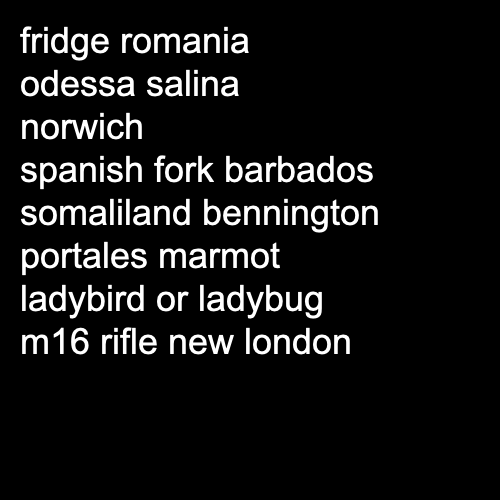 fridge romania
odessa salina
norwich
spanish fork barbados
somaliland bennington
portales marmot
ladybird or ladybug
m16 rifle new london